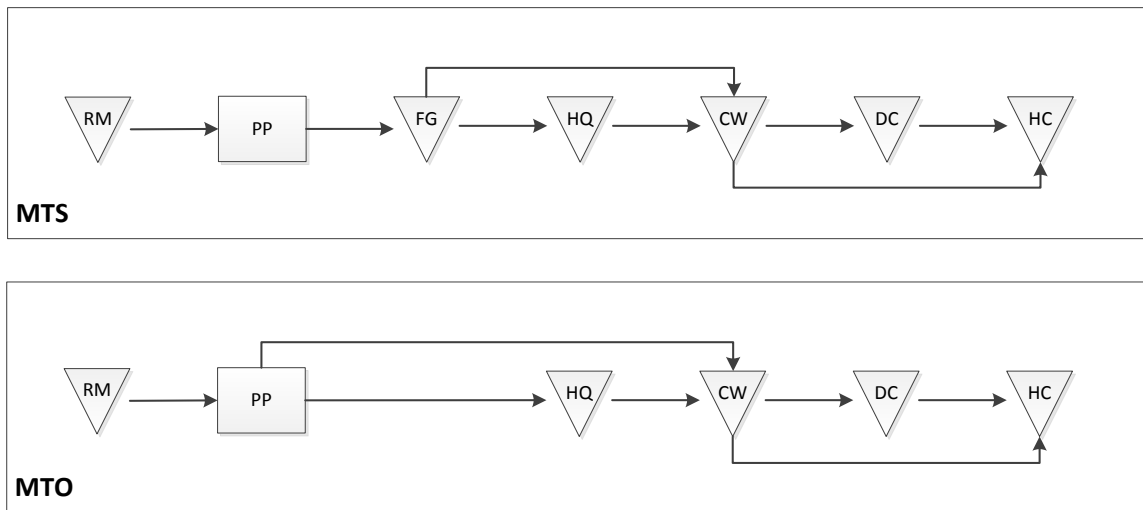 RM PP FG HQ CW DC HC
MTS
RM PP HQ CW DC HC
MTO